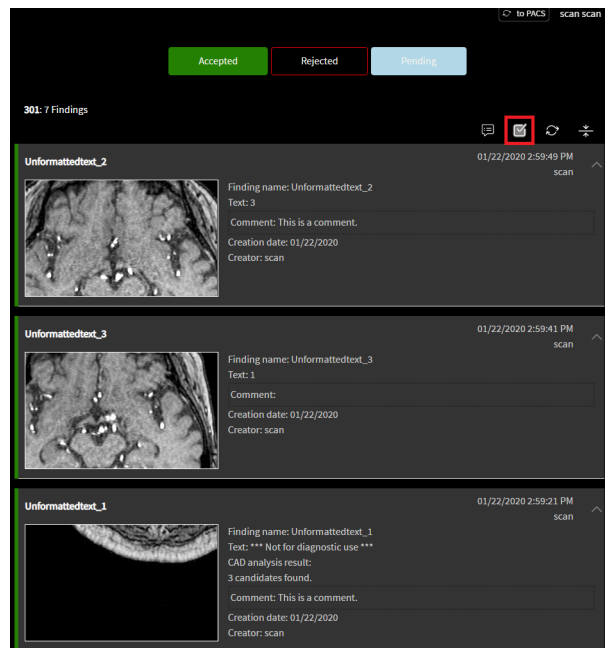 to PACS scan scan
Accepted Rejected Pending
301: 7 Findings
Unformattedtext_2
01/22/2020 2:59:49 PM
scan
Finding name: Unformattedtext_2
Text: 3
Comment: This is a comment.
Creation date: 01/22/2020
Creator: scan
Unformattedtext_3
01/22/2020 2:59:41 PM
scan
Finding name: Unformattedtext_3
Text: 1
Comment:
Creation date: 01/22/2020
Creator: scan
Unformattedtext_1
01/22/2020 2:59:21 PM
scan
Finding name: Unformattedtext_1
Text: *** Not for diagnostic use ***
CAD analysis result:
3 candidates found.
Comment: This is a comment.
Creation date: 01/22/2020
Creator: scan